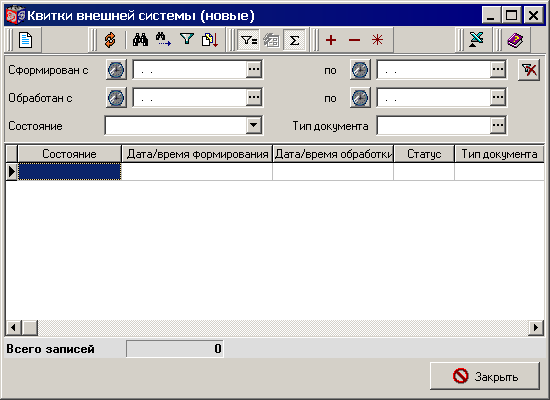 Квитки внешней системы (новые)
Сформирован с . . по . .
Обработан с . . по . .
Состояние Тип документа
Состояние Дата/время формирования Дата/время обработки Статус Тип документа
Всего записей 0
Закрыть